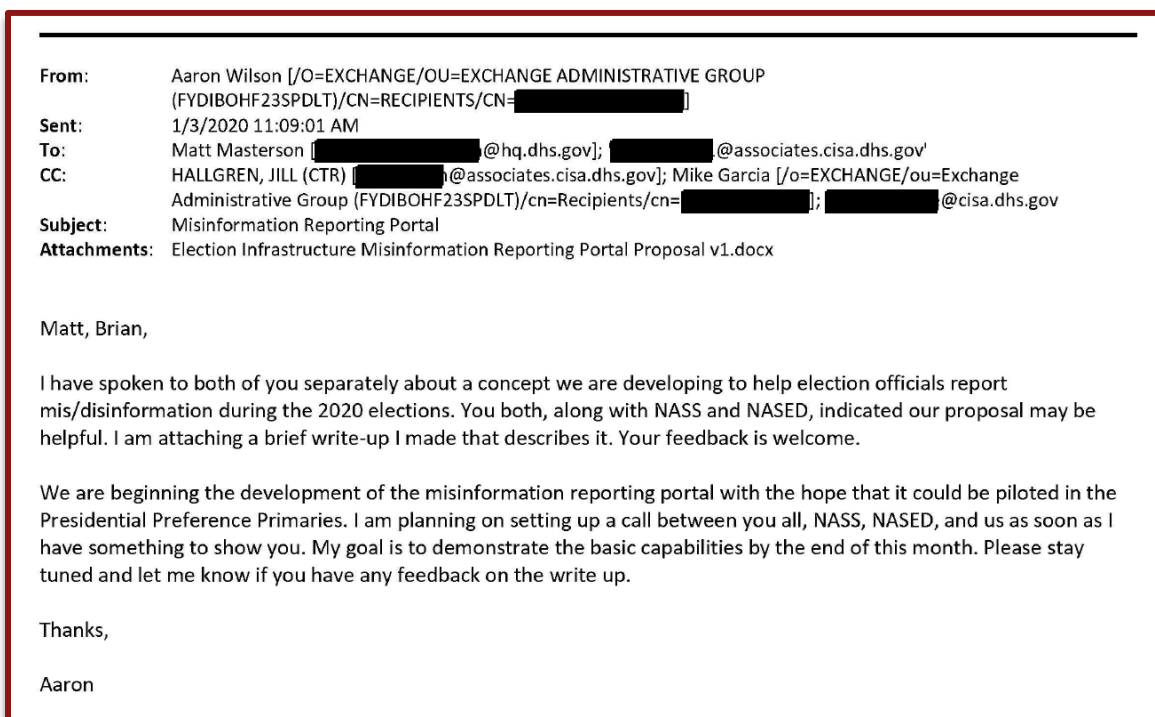 From: Aaron Wilson [/O=EXCHANGE/OU=EXCHANGE ADMINISTRATIVE GROUP
(FYDIBOHF23SPDLT)/CN=RECIPIENTS/CN= ]
Sent: 1/3/2020 11:09:01 AM
To: Matt Masterson [ @hq.dhs.gov]; ' .@associates.cisa.dhs.gov'
CC: HALLGREN, JILL (CTR) [ @associates.cisa.dhs.gov]; Mike Garcia [/o=EXCHANGE/ou=Exchange
Administrative Group (FYDIBOHF23SPDLT)/cn=Recipients/cn= ]; @cisa.dhs.gov
Subject: Misinformation Reporting Portal
Attachments: Election Infrastructure Misinformation Reporting Portal Proposal v1.docx
Matt, Brian,
I have spoken to both of you separately about a concept we are developing to help election officials report
mis/disinformation during the 2020 elections. You both, along with NASS and NASED, indicated our proposal may be
helpful. I am attaching a brief write-up I made that describes it. Your feedback is welcome.
We are beginning the development of the misinformation reporting portal with the hope that it could be piloted in the
Presidential Preference Primaries. I am planning on setting up a call between you all, NASS, NASED, and us as soon as I
have something to show you. My goal is to demonstrate the basic capabilities by the end of this month. Please stay
tuned and let me know if you have any feedback on the write up.
Thanks,
Aaron